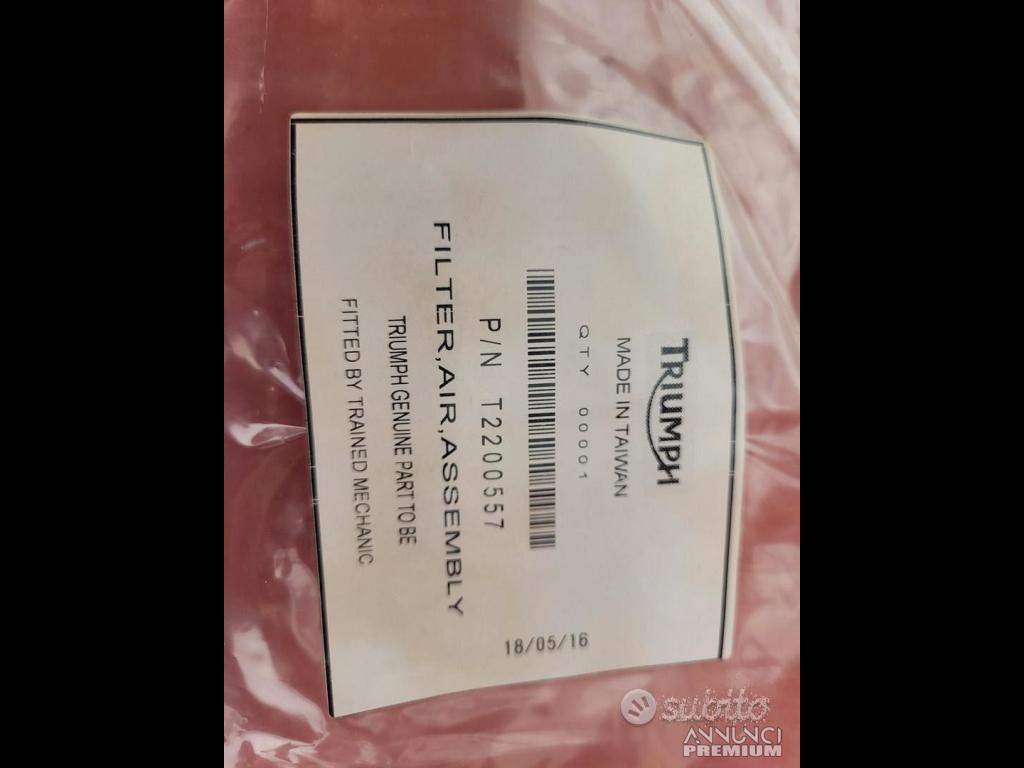 TRIUMPH
MADE IN TAIWAN
QTY 00001
P/N T2200557
FILTER,AIR,ASSEMBLY
TRIUMPH GENUINE PART TO BE
FITTED BY TRAINED MECHANIC
18/05/16
subito
ANNUNCI
PREMIUM